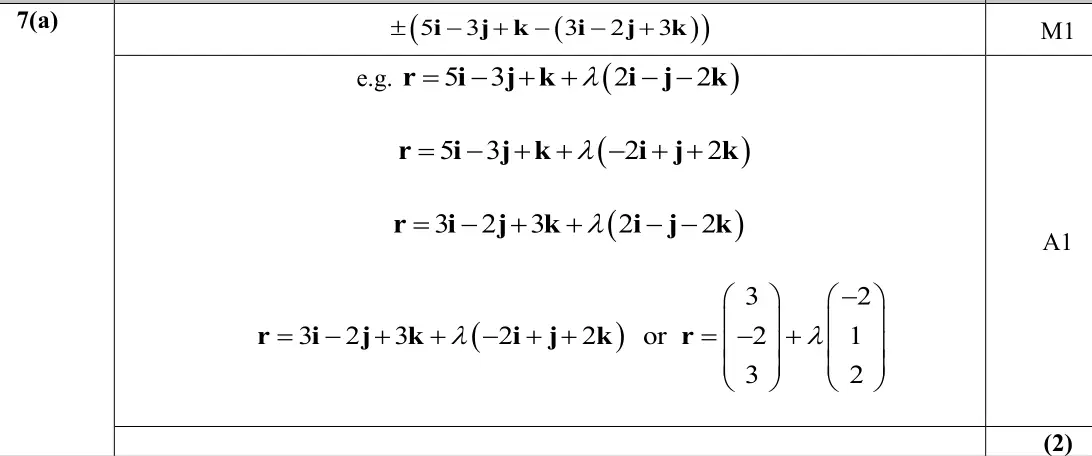 7(a) ±(5i − 3j + k − (3i − 2j + 3k)) M1
e.g. r = 5i − 3j + k + λ(2i − j − 2k)
r = 5i − 3j + k + λ(−2i + j + 2k)
r = 3i − 2j + 3k + λ(2i − j − 2k)
A1
r = 3i − 2j + 3k + λ(−2i + j + 2k) or r = (3 −2 3) + λ(−2 1 2)
(2)